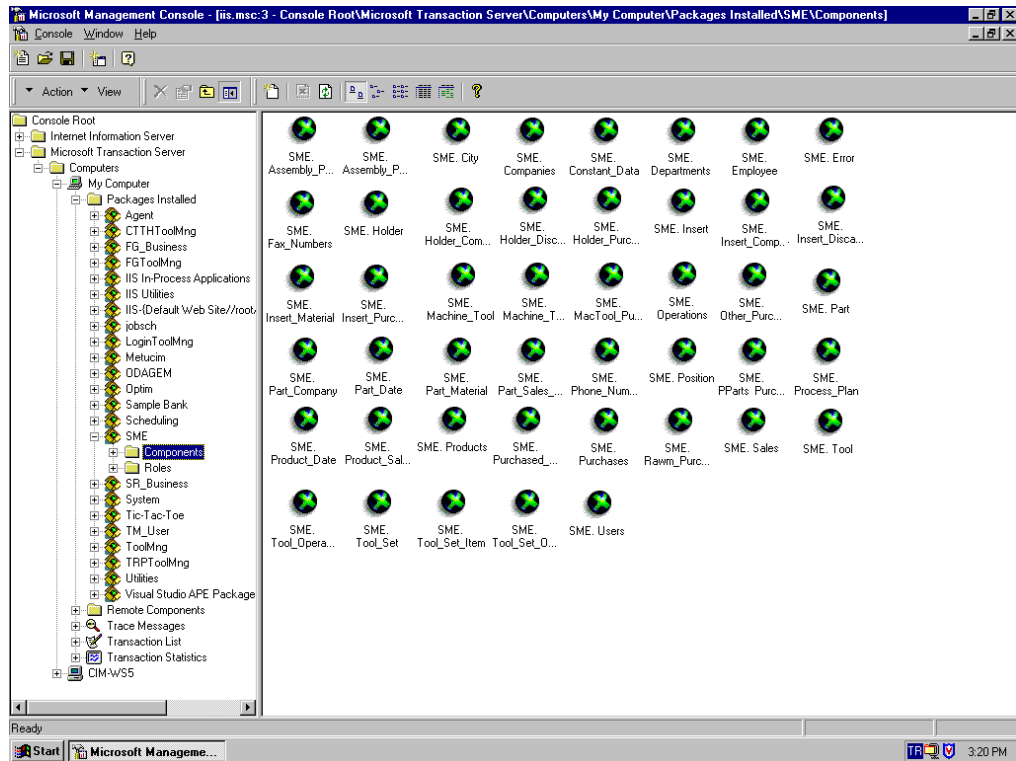 Microsoft Management Console - [iis.msc:3 - Console Root\Microsoft Transaction Server\Computers\My Computer\Packages Installed\SME\Components]
Console Window Help
Action View
Console Root
Internet Information Server
Microsoft Transaction Server
Computers
My Computer
Packages Installed
Agent
CTTHToolMng
FG_Business
FGToolMng
IIS In-Process Applications
IIS Utilities
IIS-{Default Web Site//root/
jobsch
LoginToolMng
Metucim
ODAGEM
Optim
Sample Bank
Scheduling
SME
Components
Roles
SR_Business
System
Tic-Tac-Toe
TM_User
ToolMng
TRPToolMng
Utilities
Visual Studio APE Package
Remote Components
Trace Messages
Transaction List
Transaction Statistics
CIM-WS5
SME. SME. SME. City SME. SME. SME. SME. SME. Error
Assembly_P... Assembly_P... Companies Constant_Data Departments Employee
SME. SME. Holder SME. SME. SME. SME. Insert SME. SME.
Fax_Numbers Holder_Com... Holder_Disc... Holder_Purc... Insert_Comp... Insert_Disca...
SME. SME. SME. SME. SME. SME. SME. SME. Part
Insert_Material Insert_Purc... Machine_Tool Machine_T... MacTool_Pu... Operations Other_Purc...
SME. SME. SME. SME. SME. SME. Position SME. SME.
Part_Company Part_Date Part_Material Part_Sales_... Phone_Num... PParts Purc... Process_Plan
SME. SME. SME. Products SME. SME. SME. SME. Sales SME. Tool
Product_Date Product_Sal... Purchased_... Purchases Rawm_Purc...
SME. SME. SME. SME. SME. Users
Tool_Opera... Tool_Set Tool_Set_Item Tool_Set_O...
Ready
Start Microsoft Manageme... TR 3:20 PM